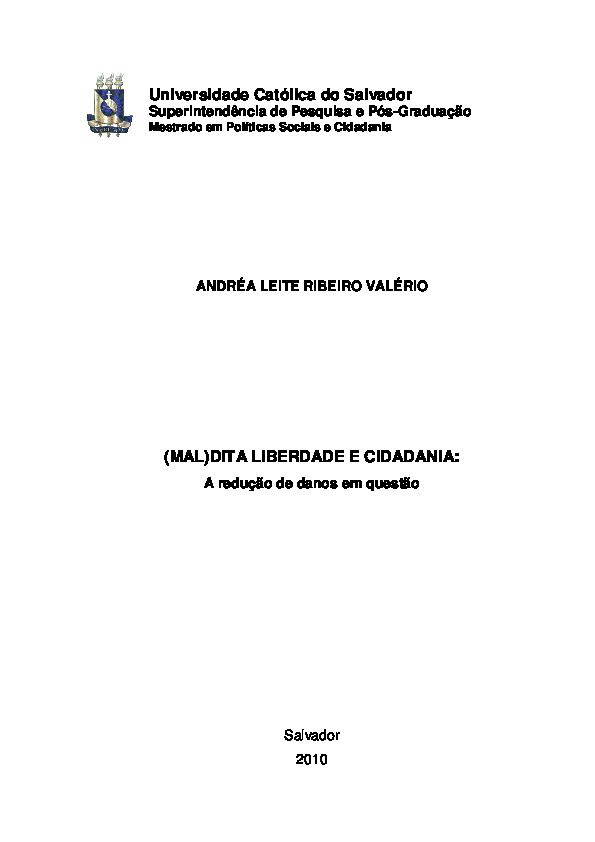 Universidade Católica do Salvador
Superintendência de Pesquisa e Pós-Graduação
Mestrado em Políticas Sociais e Cidadania
ANDRÉA LEITE RIBEIRO VALÉRIO
(MAL)DITA LIBERDADE E CIDADANIA:
A redução de danos em questão
Salvador
2010